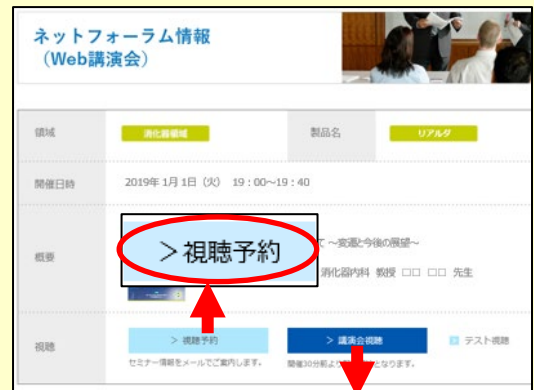 ネットフォーラム情報
（Web講演会）
領域
消化器領域
製品名
リアルダ
開催日時
2019年 1月 1日（火） 19：00～19：40
概要
て ～変遷と今後の展望～
＞視聴予約
消化器内科 教授 □□ □□ 先生
視聴
＞ 視聴予約
＞ 講演会視聴
テスト視聴
セミナー情報をメールでご案内します。
開催30分前より
となります。